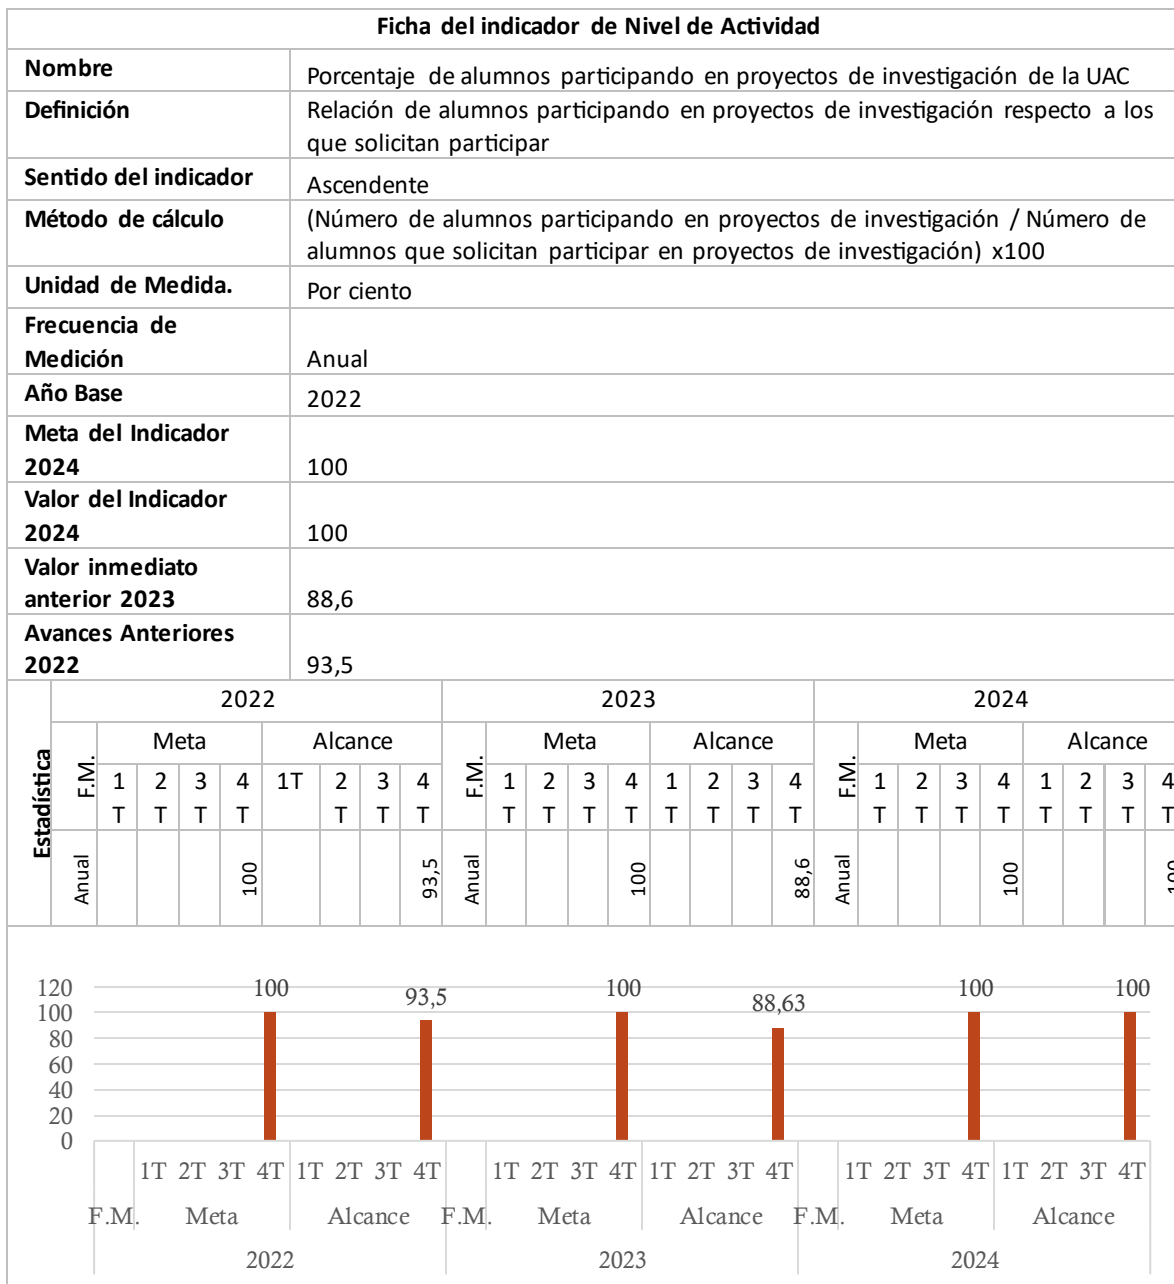 Ficha del indicador de Nivel de Actividad
Nombre
Porcentaje de alumnos participando en proyectos de investigación de la UAC
Definición
Relación de alumnos participando en proyectos de investigación respecto a los
que solicitan participar
Sentido del indicador
Ascendente
Método de cálculo
(Número de alumnos participando en proyectos de investigación / Número de
alumnos que solicitan participar en proyectos de investigación) x100
Unidad de Medida.
Por ciento
Frecuencia de
Medición
Anual
Año Base
2022
Meta del Indicador
2024
100
Valor del Indicador
2024
100
Valor inmediato
anterior 2023
88,6
Avances Anteriores
2022
93,5
Estadística
2022 2023 2024
F.M. Meta Alcance F.M. Meta Alcance F.M. Meta Alcance
1 2 3 4 1T 2 3 4 1 2 3 4 1 2 3 4 1 2 3 4 1 2 3 4
T T T T T T T T T T T T T T T T T T T T T T T
Anual 100 93,5 Anual 100 88,6 Anual 100 100
120
100
80
60
40
20
0
100 93,5 100 88,63 100 100
1T 2T 3T 4T 1T 2T 3T 4T 1T 2T 3T 4T 1T 2T 3T 4T 1T 2T 3T 4T 1T 2T 3T 4T
F.M. Meta Alcance F.M. Meta Alcance F.M. Meta Alcance
2022 2023 2024